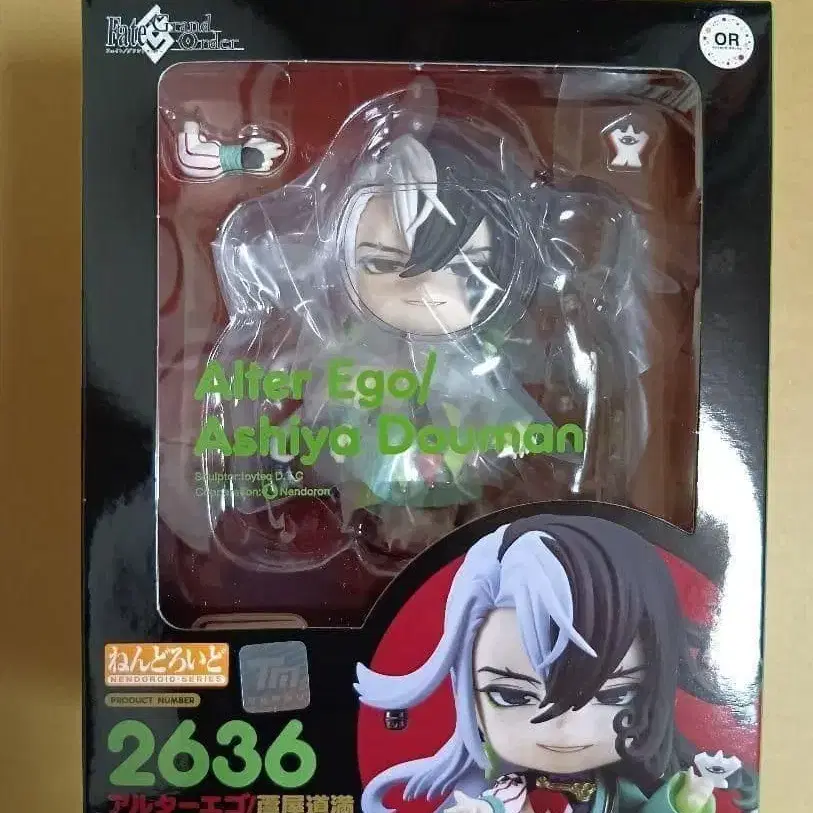 Fate
Grand
Order
OR
Alter Ego/
Ashiya Douman
Nendoron
ねんどろいど
NENDOROID SERIES
PRODUCT NUMBER
2636
アルターエゴ/蘆屋道満